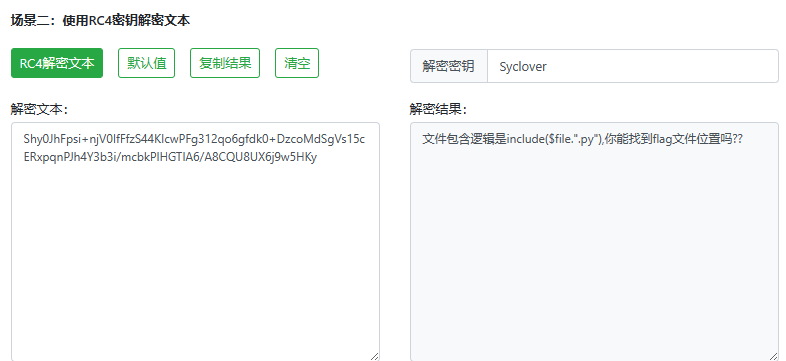 场景二：使用RC4密钥解密文本
RC4解密文本 默认值 复制结果 清空 解密密钥 Syclover
解密文本： 解密结果：
Shy0JhFpsi+njV0IfFfzS44KIcwPFg312qo6gfdk0+DzcoMdSgVs15c
ERxpqnPJh4Y3b3i/mcbkPIHGTIA6/A8CQU8UX6j9w5HKy
文件包含逻辑是include($file.".py"),你能找到flag文件位置吗??